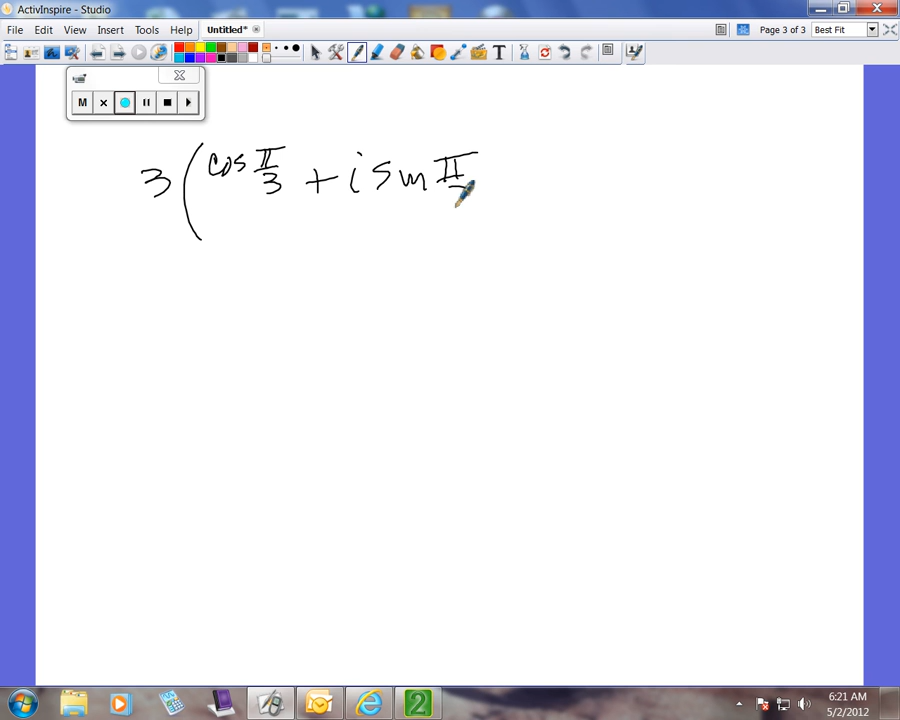 ActivInspire - Studio
File Edit View Insert Tools Help Page 3 of 3 Best Fit
Untitled*
M
3 (cos π/3 + i sin π
2
6:21 AM
5/2/2012